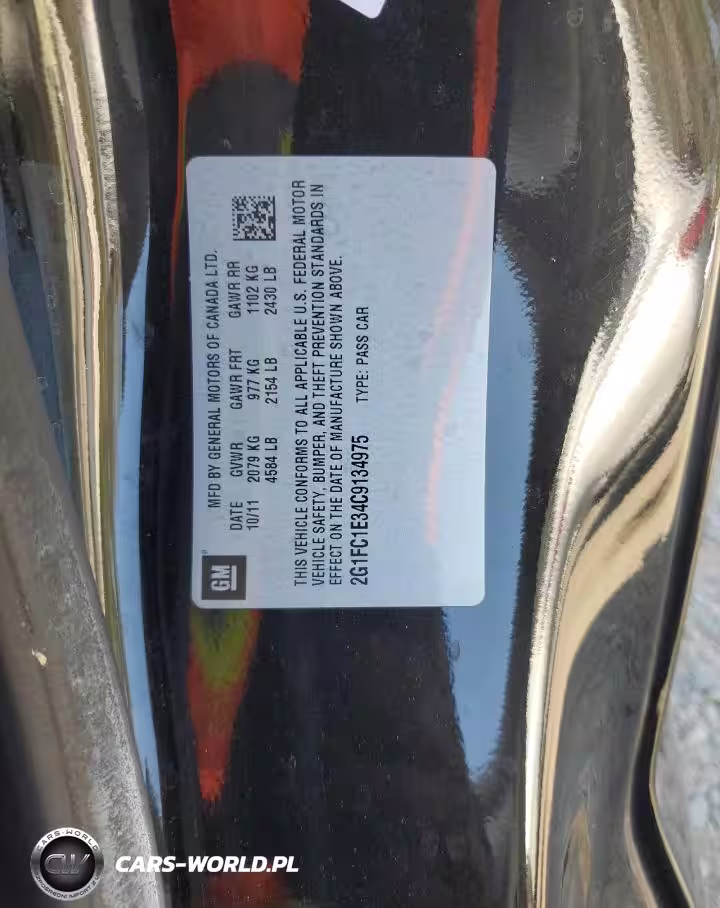 GM
MFD BY GENERAL MOTORS OF CANADA LTD.
DATE GVWR GAWR FRT GAWR RR
10/11 2079 KG 977 KG 1102 KG
4584 LB 2154 LB 2430 LB
THIS VEHICLE CONFORMS TO ALL APPLICABLE U.S. FEDERAL MOTOR
VEHICLE SAFETY, BUMPER, AND THEFT PREVENTION STANDARDS IN
EFFECT ON THE DATE OF MANUFACTURE SHOWN ABOVE.
2G1FC1E34C9134975 TYPE: PASS CAR
CARS-WORLD
CW
CARS-WORLD.PL